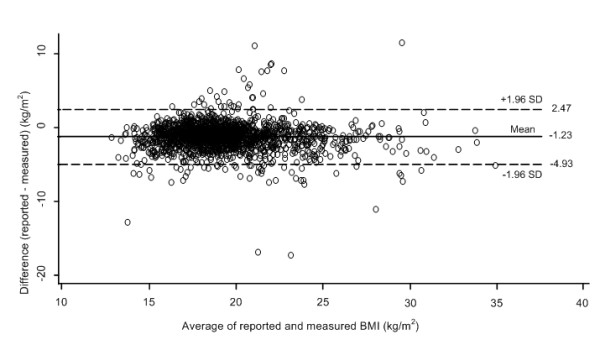 Difference (reported - measured) (kg/m²)
10
0
-10
-20
+1.96 SD
2.47
Mean
-1.23
-4.93
-1.96 SD
10 15 20 25 30 35 40
Average of reported and measured BMI (kg/m²)